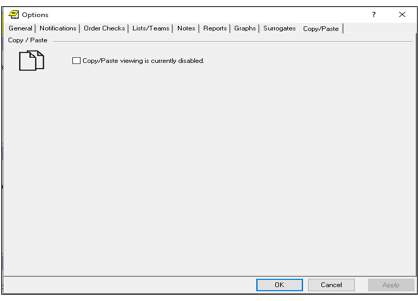 Options ? ×
General Notifications Order Checks Lists/Teams Notes Reports Graphs Surrogates Copy/Paste
Copy / Paste
Copy/Paste viewing is currently disabled.
OK Cancel Apply